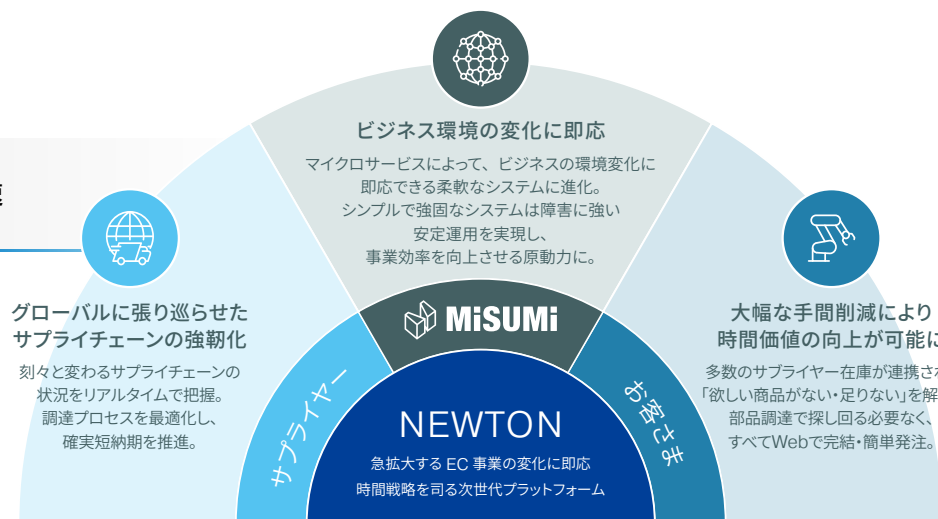 ビジネス環境の変化に即応
マイクロサービスによって、ビジネスの環境変化に
即応できる柔軟なシステムに進化。
シンプルで強固なシステムは障害に強い
安定運用を実現し、
事業効率を向上させる原動力に。
グローバルに張り巡らせた
サプライチェーンの強靭化
刻々と変わるサプライチェーンの
状況をリアルタイムで把握。
調達プロセスを最適化し、
確実短納期を推進。
大幅な手間削減により
時間価値の向上が可能に
多数のサプライヤー在庫が連携さ
「欲しい商品がない・足りない」を解
部品調達で探し回る必要なく、
すべてWebで完結・簡単発注。
MiSUMi
サプライヤー
お客さま
NEWTON
急拡大する EC 事業の変化に即応
時間戦略を司る次世代プラットフォーム